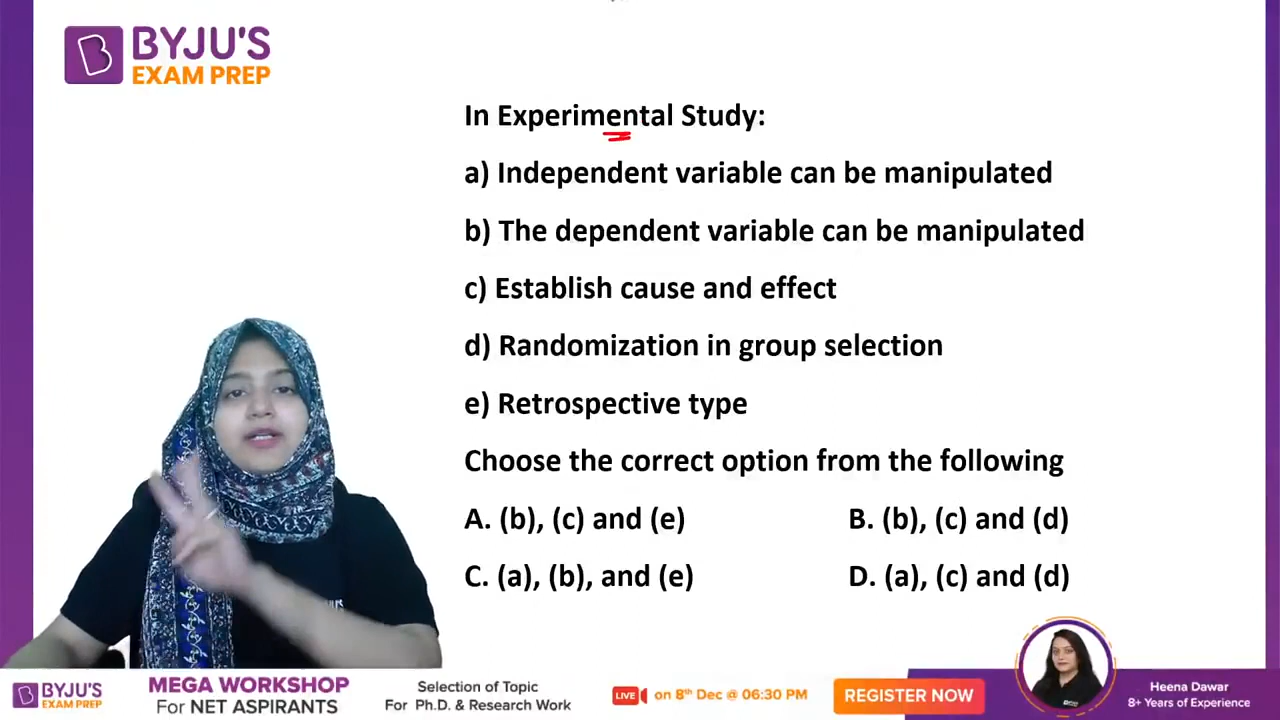 BYJU'S
EXAM PREP
In Experimental Study:
a) Independent variable can be manipulated
b) The dependent variable can be manipulated
c) Establish cause and effect
d) Randomization in group selection
e) Retrospective type
Choose the correct option from the following
A. (b), (c) and (e)
B. (b), (c) and (d)
C. (a), (b), and (e)
D. (a), (c) and (d)
BYJU'S
EXAM PREP
MEGA WORKSHOP
For NET ASPIRANTS
Selection of Topic
For Ph.D. & Research Work
LIVE on 8th Dec @ 06:30 PM
REGISTER NOW
Heena Dawar
8+ Years of Experience